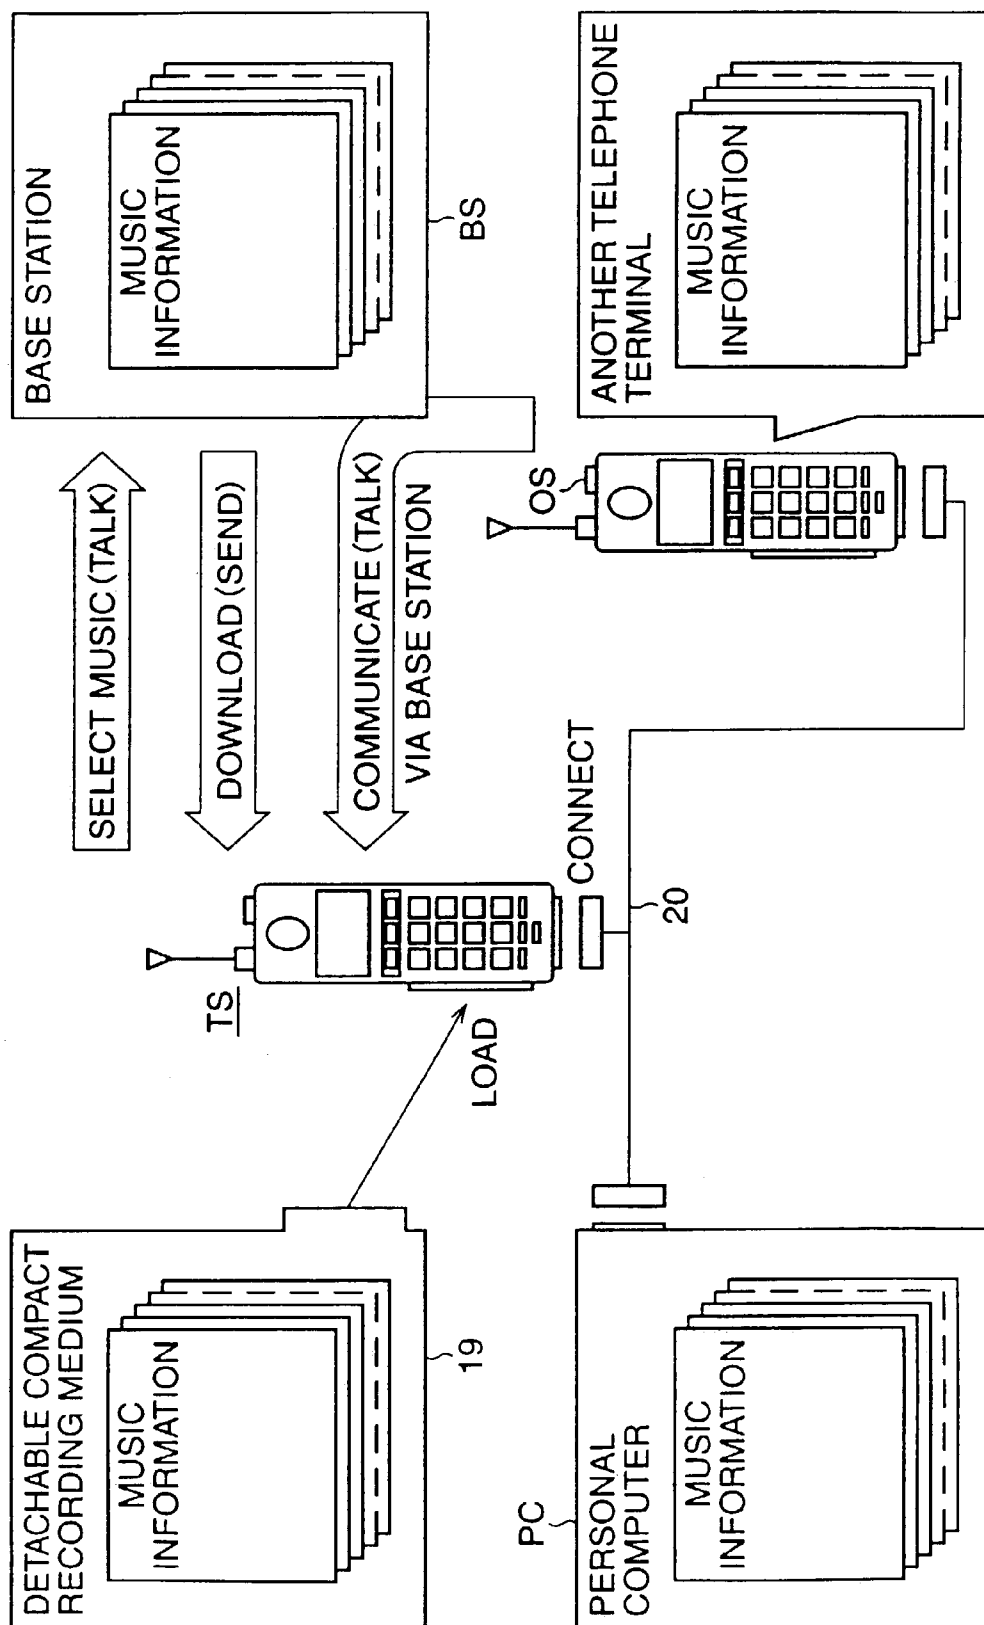 DETACHABLE COMPACT
RECORDING MEDIUM
MUSIC
INFORMATION
19
TS
LOAD
SELECT MUSIC (TALK)
DOWNLOAD (SEND)
COMMUNICATE (TALK)
VIA BASE STATION
BASE STATION
MUSIC
INFORMATION
BS
PC
PERSONAL
COMPUTER
MUSIC
INFORMATION
CONNECT
20
OS
ANOTHER TELEPHONE
TERMINAL
MUSIC
INFORMATION